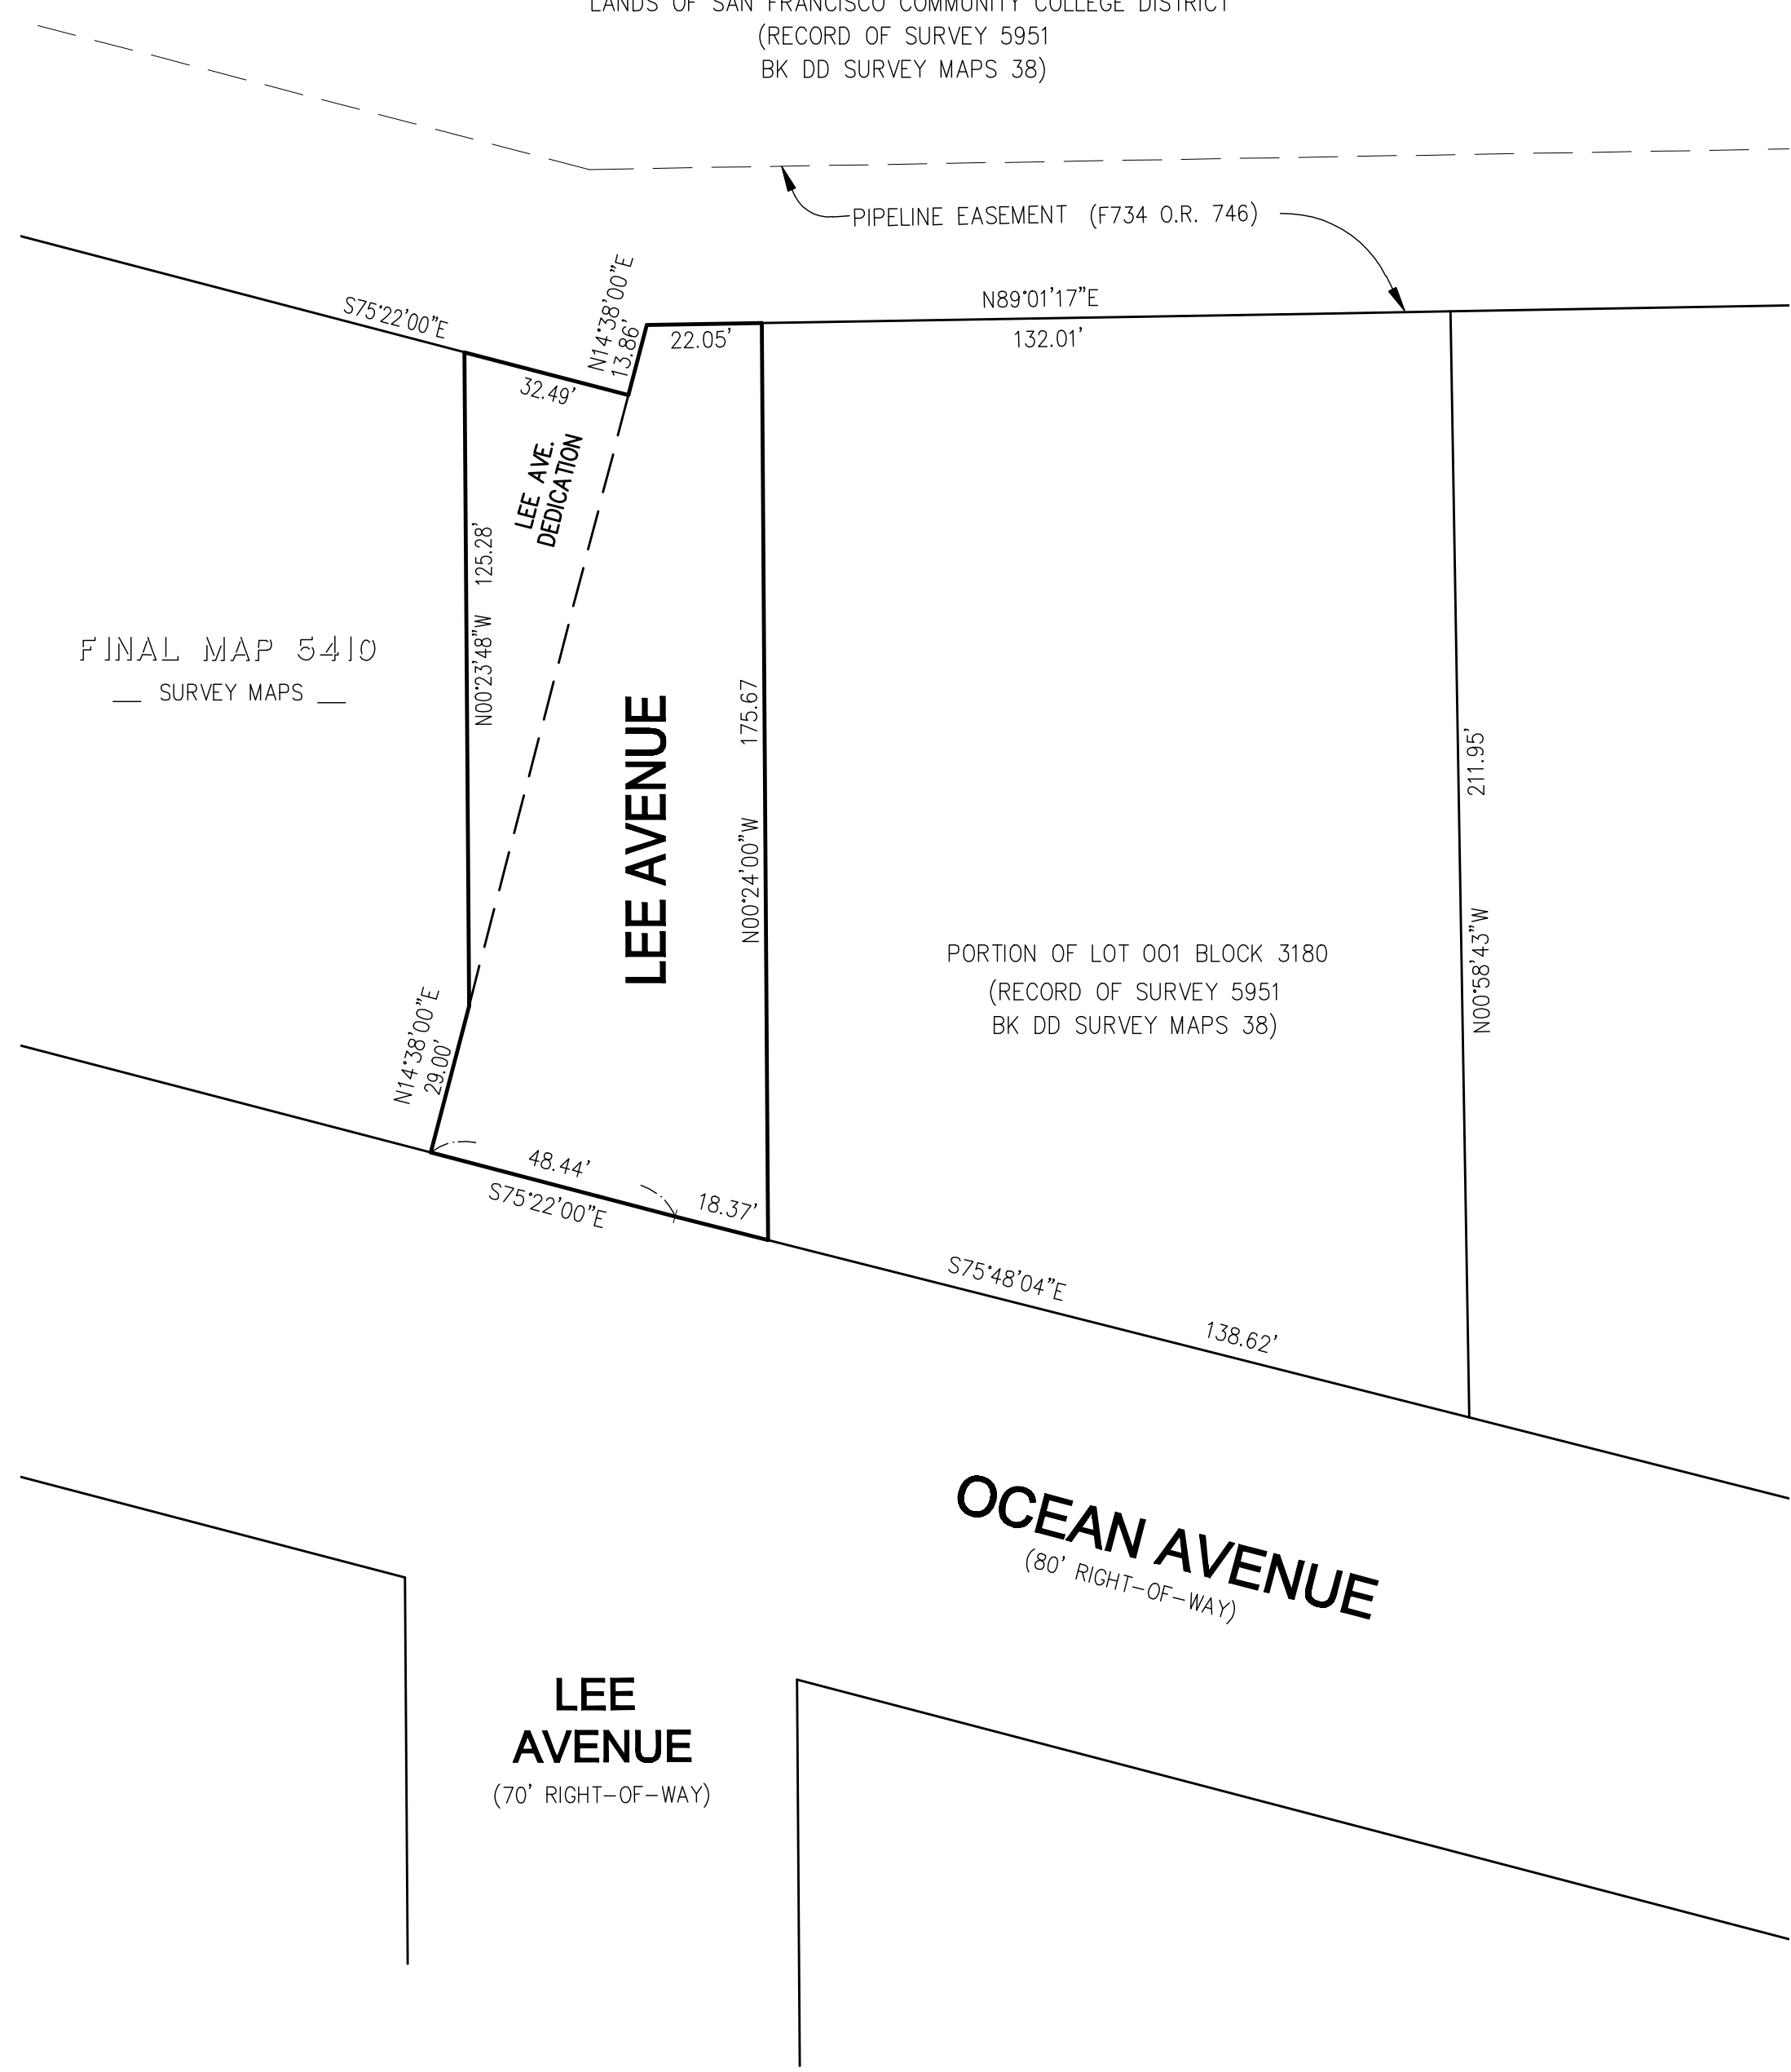 LANDS OF SAN FRANCISCO COMMUNITY COLLEGE DISTRICT
(RECORD OF SURVEY 5951
BK DD SURVEY MAPS 38)
PIPELINE EASEMENT (F734 O.R. 746)
S75°22'00"E
N14°38'00"E
13.86'
N89°01'17"E
22.05'
132.01'
32.49'
LEE AVE.
DEDICATION
N00°23'48"W 125.28'
FINAL MAP 5410
__ SURVEY MAPS __
LEE AVENUE
N00°24'00"W 175.67
N00°58'43"W 211.95'
PORTION OF LOT 001 BLOCK 3180
(RECORD OF SURVEY 5951
BK DD SURVEY MAPS 38)
N14°38'00"E
29.00'
48.44'
S75°22'00"E
18.37'
S75°48'04"E
138.62'
OCEAN AVENUE
(80' RIGHT-OF-WAY)
LEE
AVENUE
(70' RIGHT-OF-WAY)